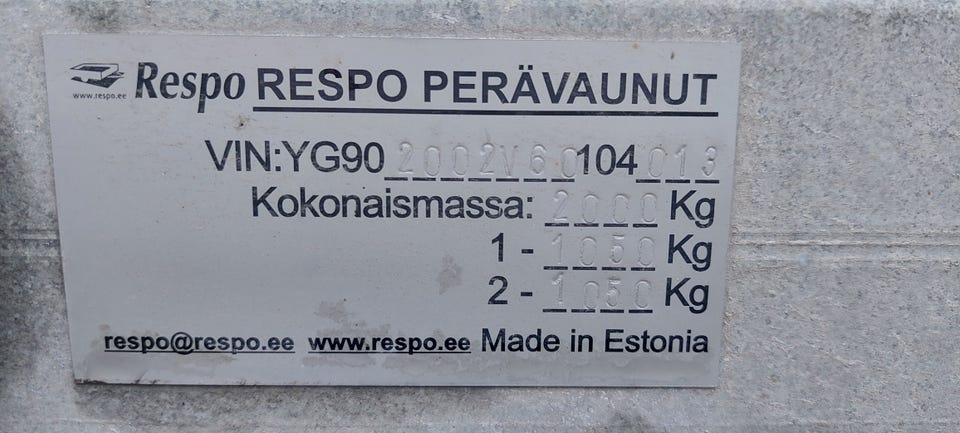 Respo RESPO PERÄVAUNUT
www.respo.ee
VIN:YG902002V60104013
Kokonaismassa: 2000 Kg
1 - 1050 Kg
2 - 1050 Kg
respo@respo.ee www.respo.ee Made in Estonia